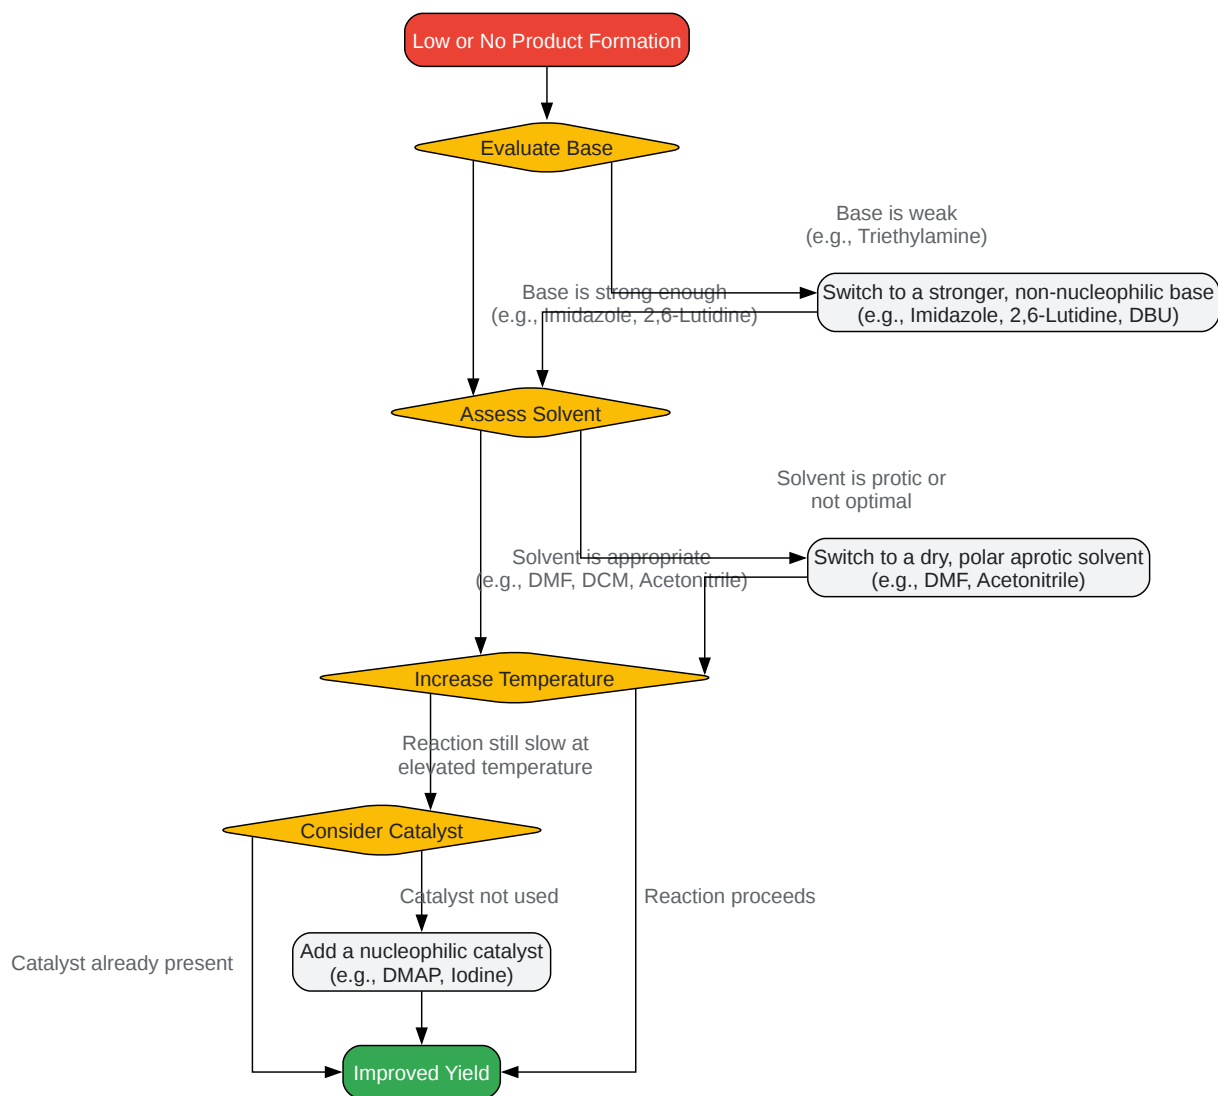 Low or No Product Formation
Evaluate Base
Base is weak
(e.g., Triethylamine)
Base is strong enough
(e.g., Imidazole, 2,6-Lutidine)
Switch to a stronger, non-nucleophilic base
(e.g., Imidazole, 2,6-Lutidine, DBU)
Assess Solvent
Solvent is protic or
not optimal
Solvent is appropriate
(e.g., DMF, DCM, Acetonitrile)
Switch to a dry, polar aprotic solvent
(e.g., DMF, Acetonitrile)
Increase Temperature
Reaction still slow at
elevated temperature
Consider Catalyst
Catalyst not used
Reaction proceeds
Catalyst already present
Add a nucleophilic catalyst
(e.g., DMAP, Iodine)
Improved Yield